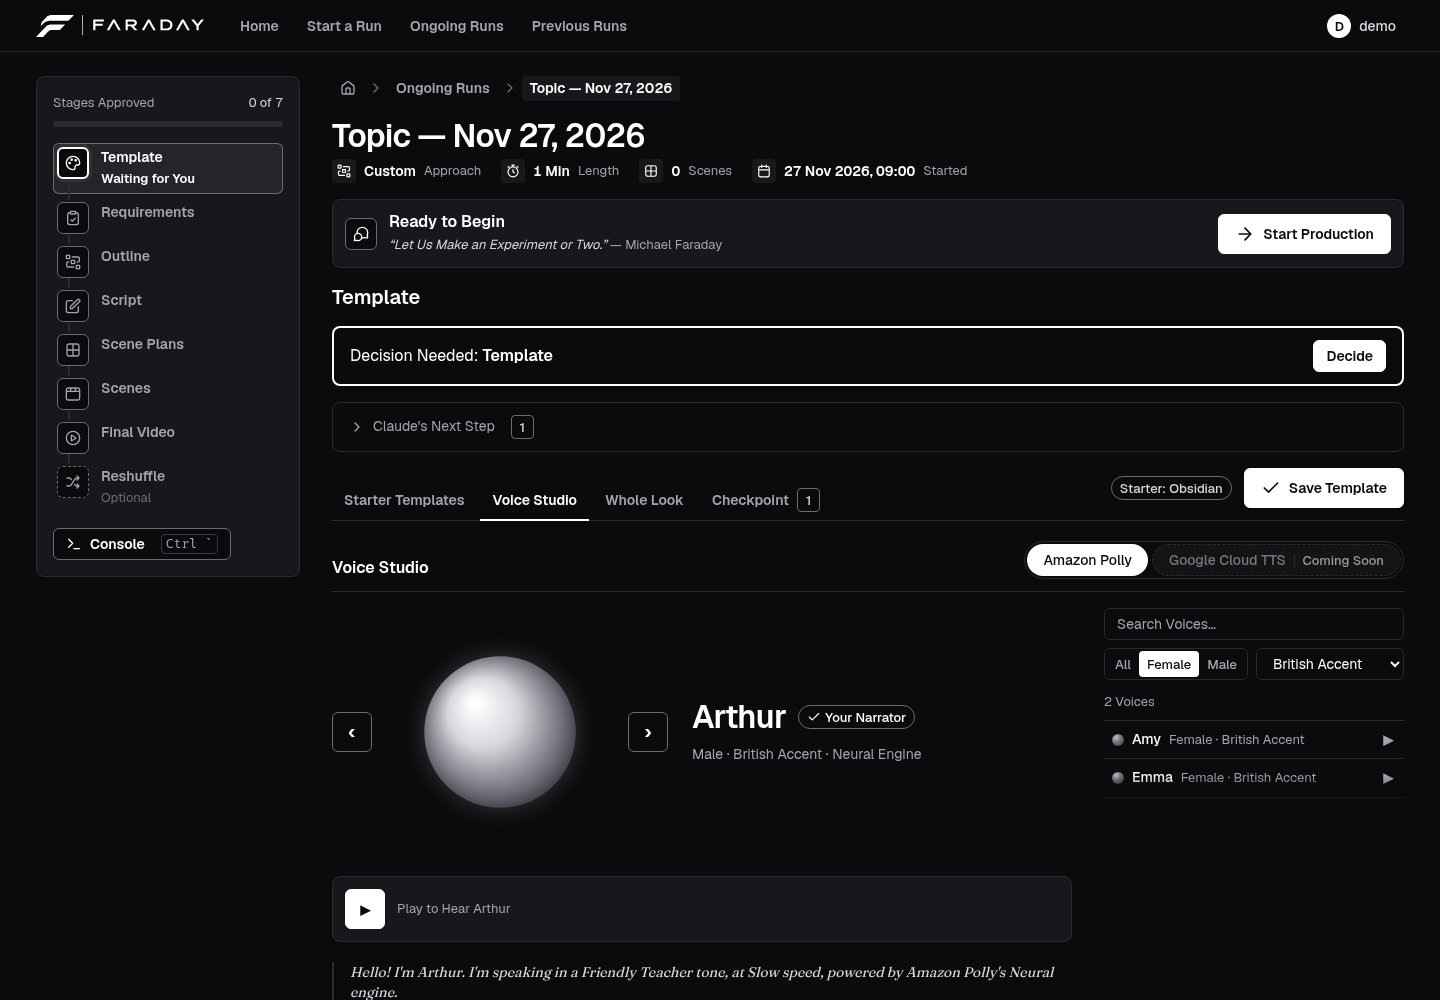 FARADAY
Home
Start a Run
Ongoing Runs
Previous Runs
D
demo
Stages Approved
0 of 7
Template
Waiting for You
Requirements
Outline
Script
Scene Plans
Scenes
Final Video
Reshuffle
Optional
Console
Ctrl `
Ongoing Runs
Topic — Nov 27, 2026
Topic — Nov 27, 2026
Custom Approach
1 Min Length
0 Scenes
27 Nov 2026, 09:00 Started
Ready to Begin
“Let Us Make an Experiment or Two.” — Michael Faraday
Start Production
Template
Decision Needed: Template
Decide
Claude's Next Step
1
Starter Templates
Voice Studio
Whole Look
Checkpoint
1
Starter: Obsidian
Save Template
Voice Studio
Amazon Polly
Google Cloud TTS
Coming Soon
‹
›
Arthur
Your Narrator
Male · British Accent · Neural Engine
Search Voices...
All
Female
Male
British Accent
2 Voices
Amy Female · British Accent
Emma Female · British Accent
Play to Hear Arthur
Hello! I'm Arthur. I'm speaking in a Friendly Teacher tone, at Slow speed, powered by Amazon Polly's Neural
engine.